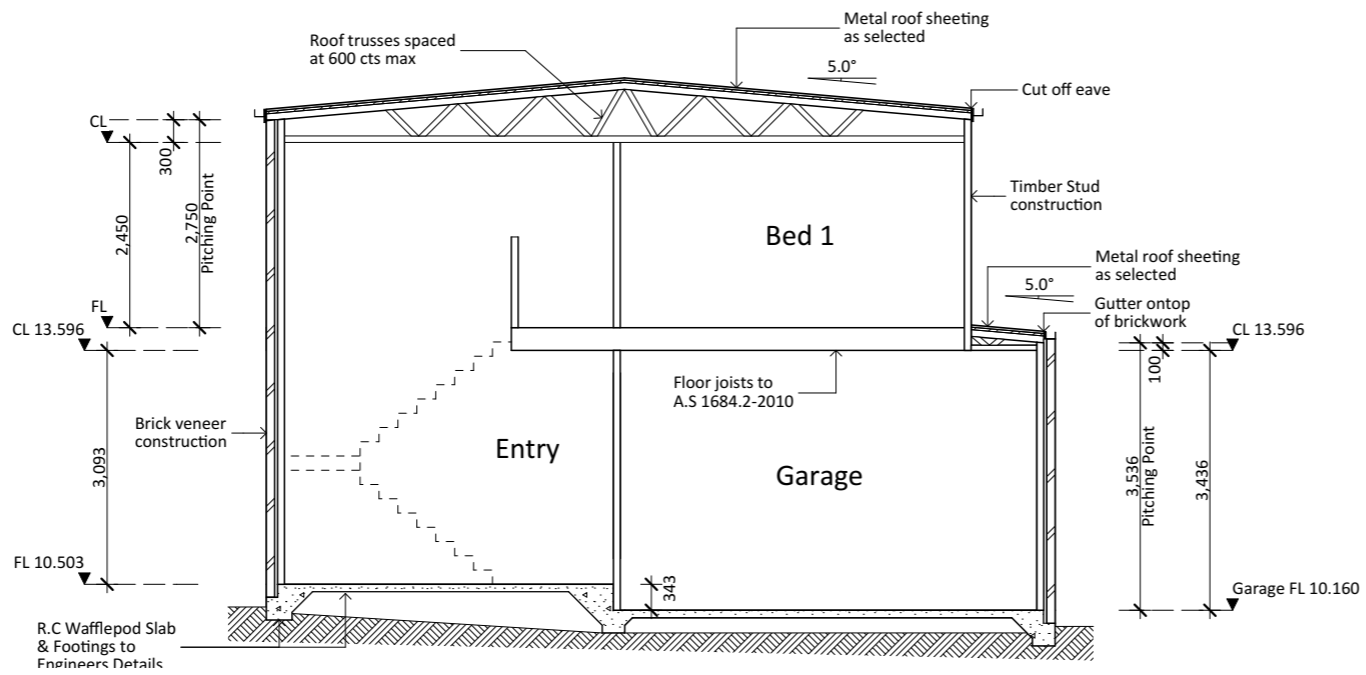 Metal roof sheeting
as selected
Roof trusses spaced
at 600 cts max
5.0°
Cut off eave
CL
300
2,450
2,750
Pitching Point
Timber Stud
construction
Bed 1
Metal roof sheeting
as selected
5.0°
Gutter ontop
of brickwork
FL
CL 13.596
CL 13.596
100
Floor joists to
A.S 1684.2-2010
Brick veneer
construction
Entry
Garage
3,093
3,536
Pitching Point
3,436
FL 10.503
343
Garage FL 10.160
R.C Wafflepod Slab
& Footings to
Engineers Details